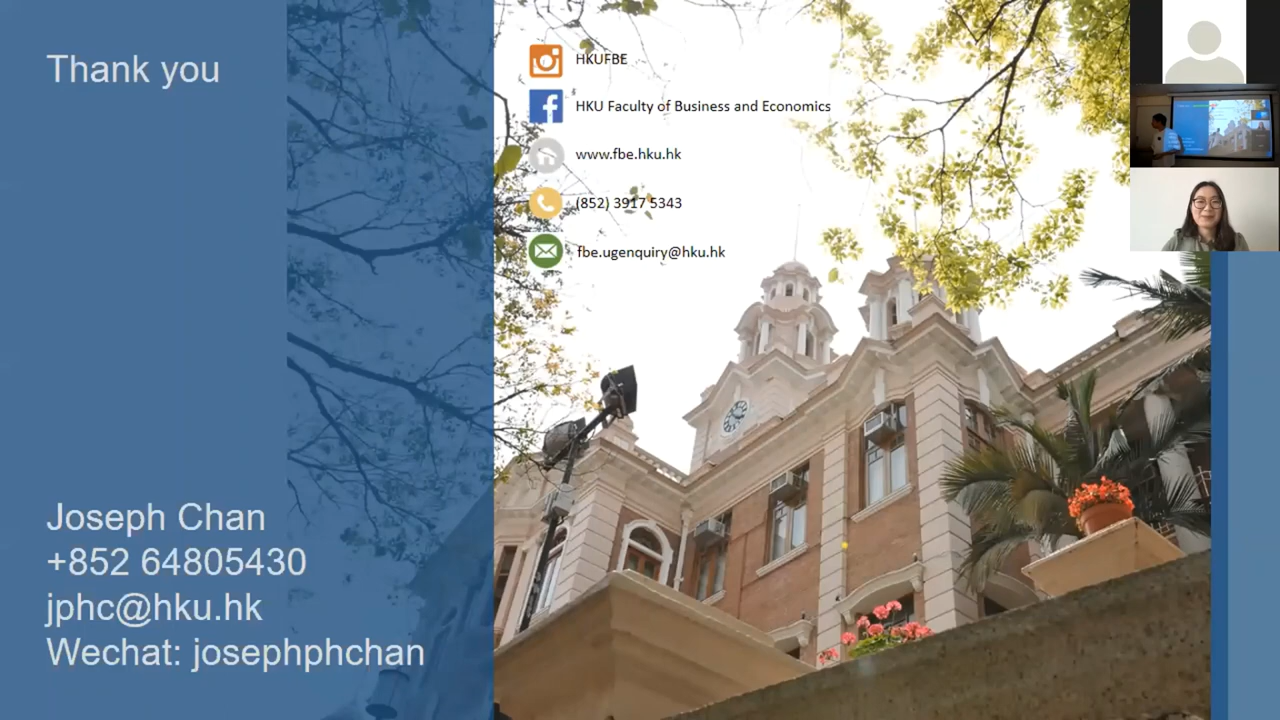 Thank you
HKUFBE
HKU Faculty of Business and Economics
www.fbe.hku.hk
(852) 3917 5343
fbe.ugenquiry@hku.hk
Joseph Chan
+852 64805430
jphc@hku.hk
Wechat: josephphchan